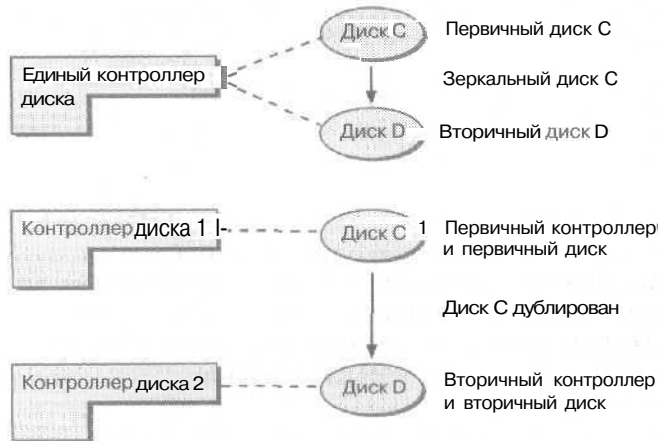 Диск C
Первичный диск С
Единый контроллер
диска
Зеркальный диск С
Диск D
Вторичный диск D
Контроллер диска 1 I-
Диск C
1 Первичный контроллер
и первичный диск
Диск С дублирован
Контроллер диска 2
Диск D
Вторичный контроллер
и вторичный диск